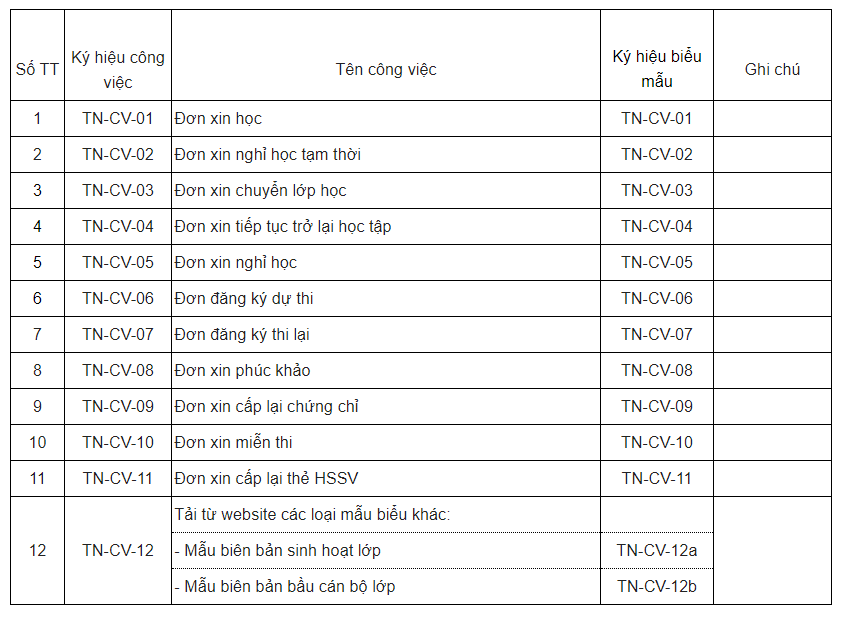 Số TT Ký hiệu công việc Tên công việc Ký hiệu biểu mẫu Ghi chú
1 TN-CV-01 Đơn xin học TN-CV-01
2 TN-CV-02 Đơn xin nghỉ học tạm thời TN-CV-02
3 TN-CV-03 Đơn xin chuyển lớp học TN-CV-03
4 TN-CV-04 Đơn xin tiếp tục trở lại học tập TN-CV-04
5 TN-CV-05 Đơn xin nghỉ học TN-CV-05
6 TN-CV-06 Đơn đăng ký dự thi TN-CV-06
7 TN-CV-07 Đơn đăng ký thi lại TN-CV-07
8 TN-CV-08 Đơn xin phúc khảo TN-CV-08
9 TN-CV-09 Đơn xin cấp lại chứng chỉ TN-CV-09
10 TN-CV-10 Đơn xin miễn thi TN-CV-10
11 TN-CV-11 Đơn xin cấp lại thẻ HSSV TN-CV-11
12 TN-CV-12 Tải từ website các loại mẫu biểu khác:
- Mẫu biên bản sinh hoạt lớp TN-CV-12a
- Mẫu biên bản bầu cán bộ lớp TN-CV-12b